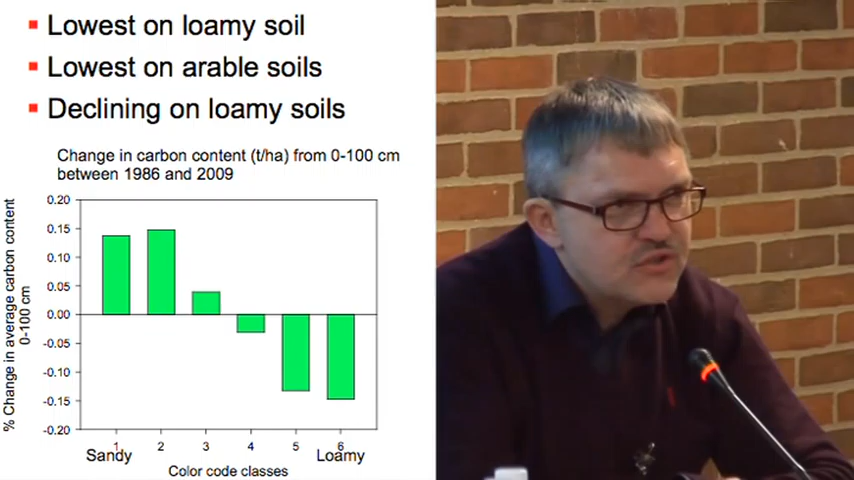 Lowest on loamy soil
Lowest on arable soils
Declining on loamy soils
Change in carbon content (t/ha) from 0-100 cm
between 1986 and 2009
% Change in average carbon content
0-100 cm
0.20
0.15
0.10
0.05
0.00
-0.05
-0.10
-0.15
-0.20
1 2 3 4 5 6
Sandy Loamy
Color code classes